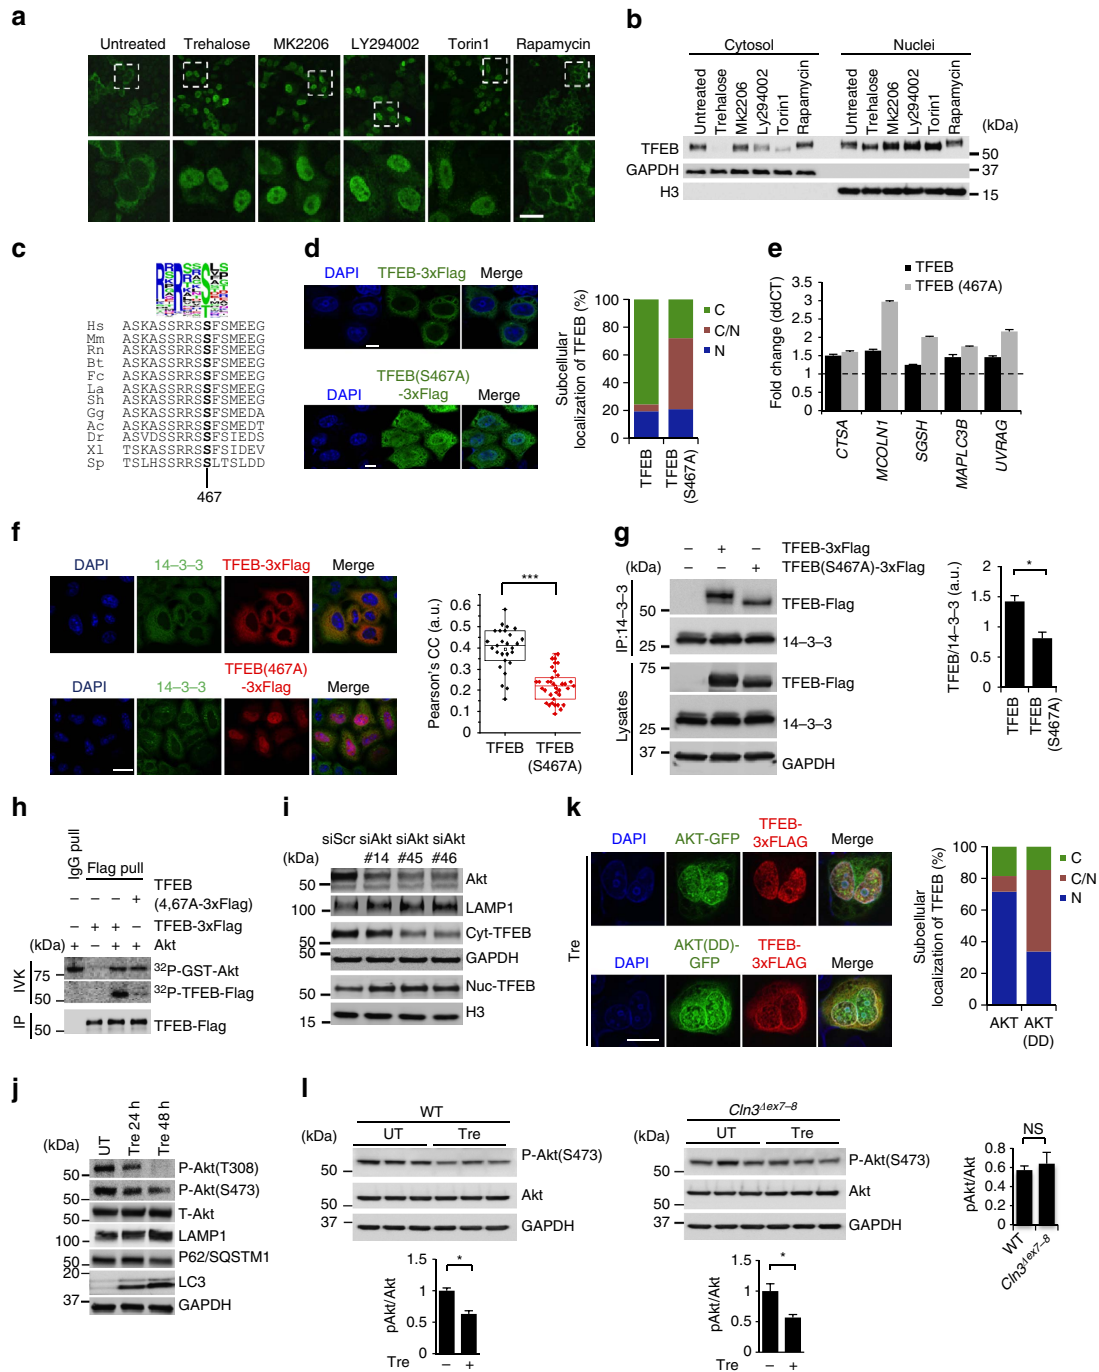 a
Untreated Trehalose MK2206 LY294002 Torin1 Rapamycin
b
Cytosol Nuclei
Untreated Trehalose Mk2206 Ly294002 Torin1 Rapamycin Untreated Trehalose Mk2206 LY294002 Torin1 Rapamycin (kDa)
TFEB 50
GAPDH 37
H3 15
c
Hs ASKASSRRSSFSMEEG
Mm ASKASSRRSSFSMEEG
Rn ASKASSRRSSFSMEEG
Bt ASKASSRRSSFSMEEG
Fc ASKASSRRSSFSMEEG
La ASKASSRRSSFSMEEG
Sh ASKASSRRSSFSMEEG
Gg ASKASSRRSSFSMEDA
Ac ASKASSRRSSFSMEDT
Dr ASVDSSRRSSFSIEDS
Xl TSKASSRRSSFSIDEV
Sp TSLHSSRRSSLTSLDD
467
d
DAPI TFEB-3xFlag Merge
DAPI TFEB(S467A)-3xFlag Merge
Subcellular localization of TFEB (%)
100
80
60
40
20
0
C
C/N
N
TFEB TFEB (S467A)
e
TFEB
TFEB (467A)
Fold change (ddCT)
3.5
3
2.5
2
1.5
1
0.5
0
CTSA MCOLN1 SGSH MAPLC3B UVRAG
f
DAPI 14–3–3 TFEB-3xFlag Merge
DAPI 14–3–3 TFEB(467A)-3xFlag Merge
Pearson's CC (a.u.)
0.6
0.5
0.4
0.3
0.2
0.1
0
***
TFEB TFEB (S467A)
g
– + – TFEB-3xFlag
– – + TFEB(S467A)-3xFlag
(kDa)
IP:14–3–3
50 TFEB-Flag
25 14–3–3
Lysates
75 TFEB-Flag
25 14–3–3
37 GAPDH
TFEB/14–3–3 (a.u.)
2
1.5
1
0.5
0
*
TFEB TFEB (S467A)
h
IgG pull Flag pull
– – – + TFEB (4,67A-3xFlag)
– + + – TFEB-3xFlag
(kDa) + – + + Akt
IVK
75 32P-GST-Akt
50 32P-TFEB-Flag
IP
50 TFEB-Flag
i
siScr siAkt siAkt siAkt
(kDa) #14 #45 #46
50 Akt
100 LAMP1
50 Cyt-TFEB
37 GAPDH
50 Nuc-TFEB
15 H3
k
Tre
DAPI AKT-GFP TFEB-3xFLAG Merge
DAPI AKT(DD)-GFP TFEB-3xFLAG Merge
Subcellular localization of TFEB (%)
100
80
60
40
20
0
C
C/N
N
AKT AKT (DD)
j
(kDa) UT Tre 24 h Tre 48 h
50 P-Akt(T308)
50 P-Akt(S473)
50 T-Akt
100 LAMP1
50 P62/SQSTM1
20 LC3
37 GAPDH
l
WT
UT Tre
(kDa)
50 P-Akt(S473)
50 Akt
37 GAPDH
pAkt/Akt
1.5
1
0.5
0
*
Tre – +
Cln3Δex7–8
UT Tre
(kDa)
50 P-Akt(S473)
50 Akt
37 GAPDH
pAkt/Akt
1.5
1
0.5
0
*
Tre – +
pAkt/Akt
0.8
0.6
0.4
0.2
0
NS
WT Cln3Δex7–8